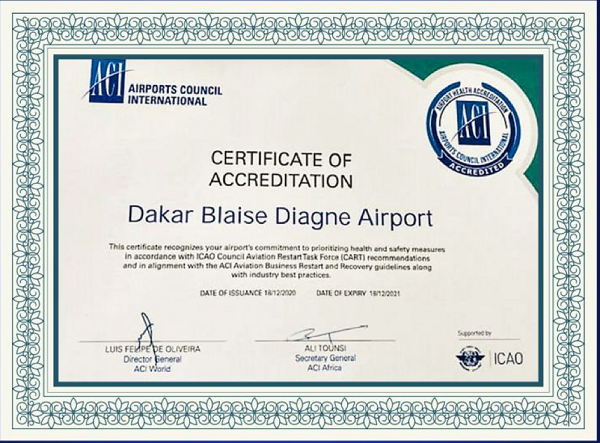 ACI
AIRPORTS COUNCIL
INTERNATIONAL
AIRPORT HEALTH ACCREDITATION
ACI
AIRPORTS COUNCIL INTERNATIONAL
ACCREDITED
CERTIFICATE OF
ACCREDITATION
Dakar Blaise Diagne Airport
This certificate recognizes your airport's commitment to prioritizing health and safety measures
in accordance with ICAO Council Aviation Restart Task Force (CART) recommendations
and in alignment with the ACI Aviation Business Restart and Recovery guidelines along
with industry best practices.
DATE OF ISSUANCE 18/12/2020 DATE OF EXPIRY 18/12/2021
LUIS FELIPE DE OLIVEIRA
Director General
ACI World
ALI TOUNSI
Secretary General
ACI Africa
Supported by
ICAO